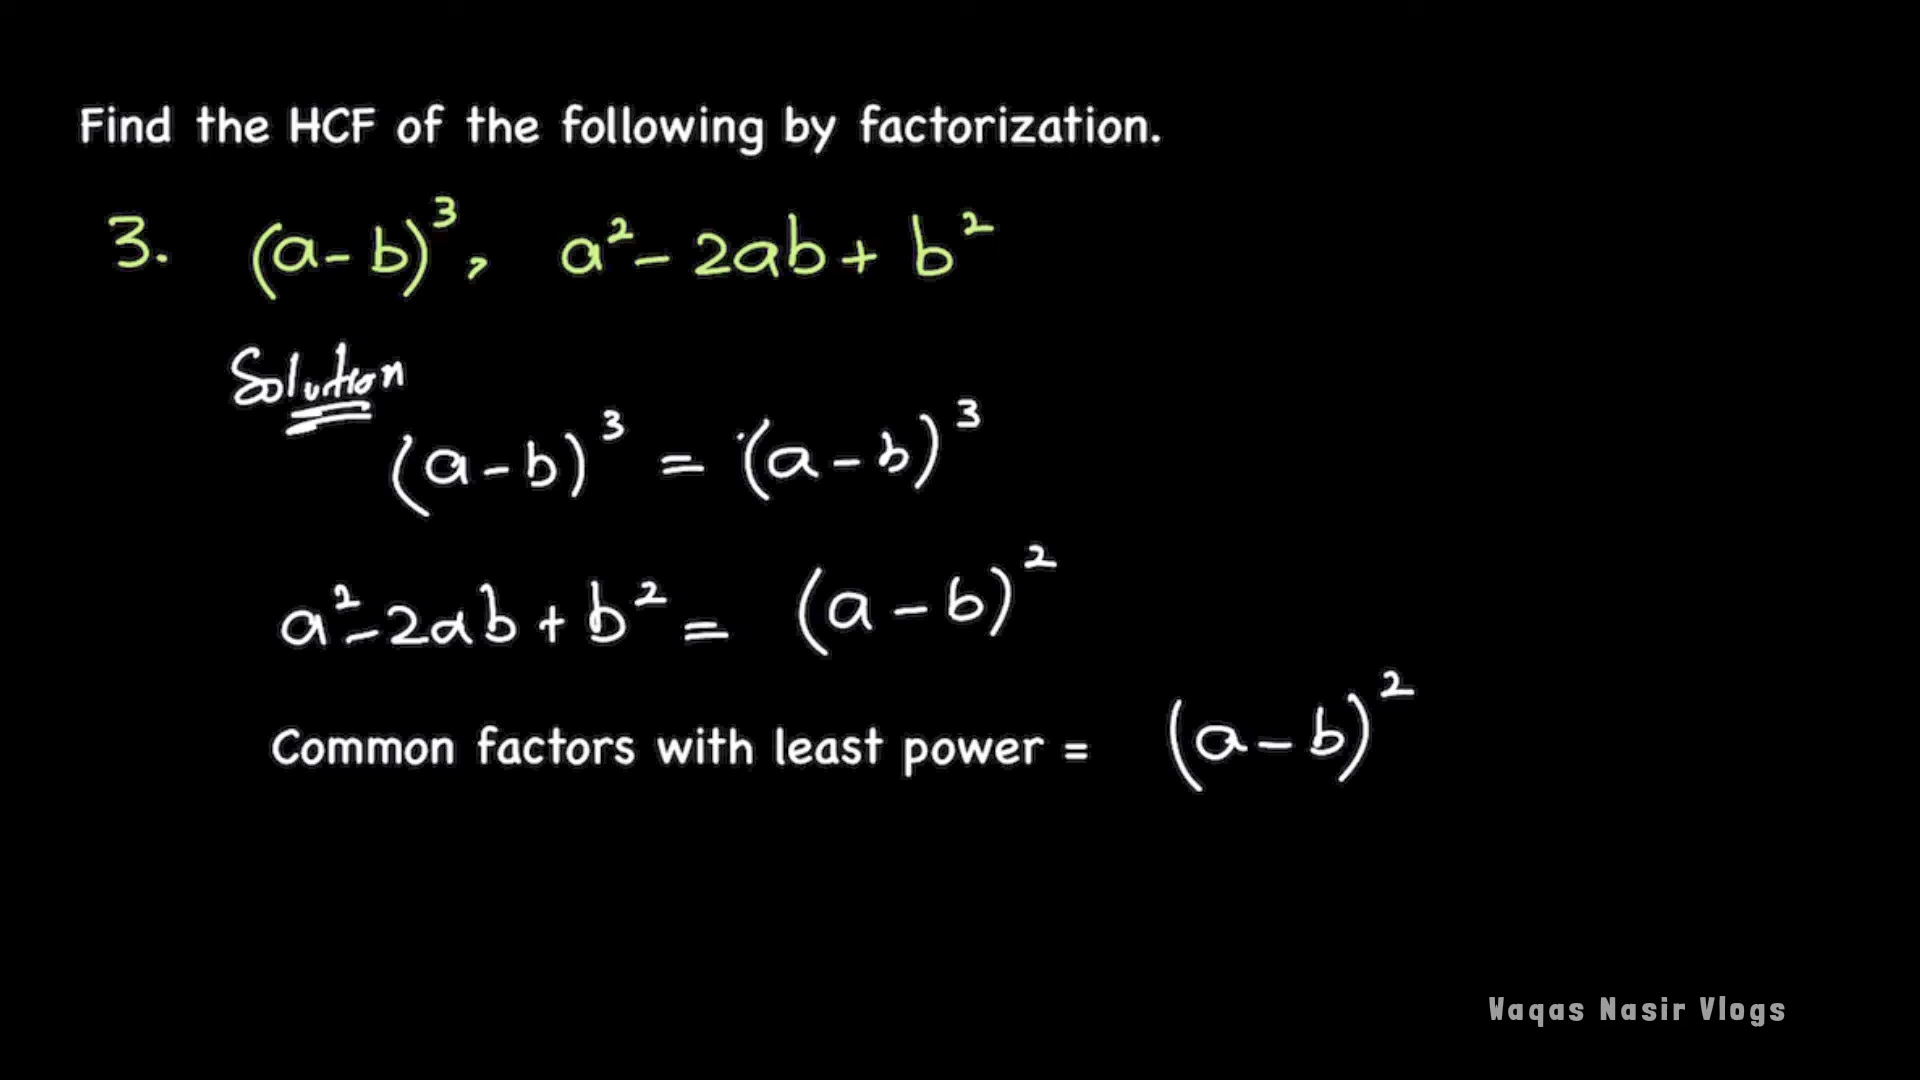 Find the HCF of the following by factorization.
3. (a-b)³, a²-2ab+b²
Solution
(a-b)³ = (a-b)³
a²-2ab+b² = (a-b)²
Common factors with least power = (a-b)²
Waqas Nasir Vlogs